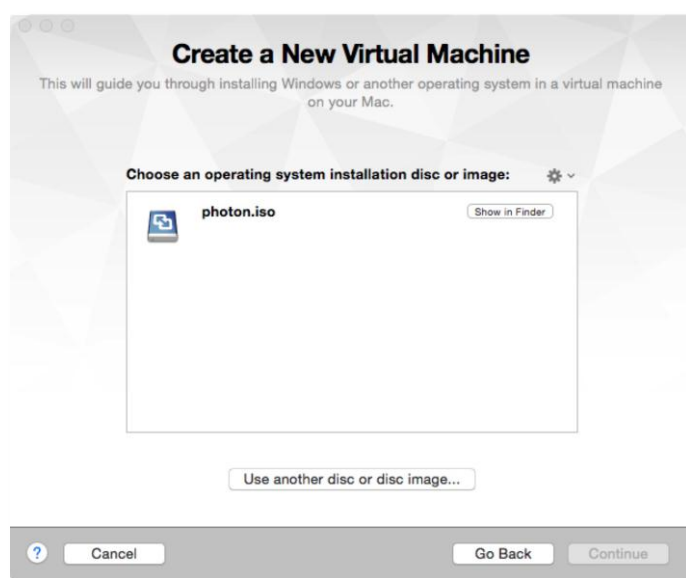 Create a New Virtual Machine
This will guide you through installing Windows or another operating system in a virtual machine
on your Mac.
Choose an operating system installation disc or image:
photon.iso
Show in Finder
Use another disc or disc image...
?
Cancel
Go Back
Continue